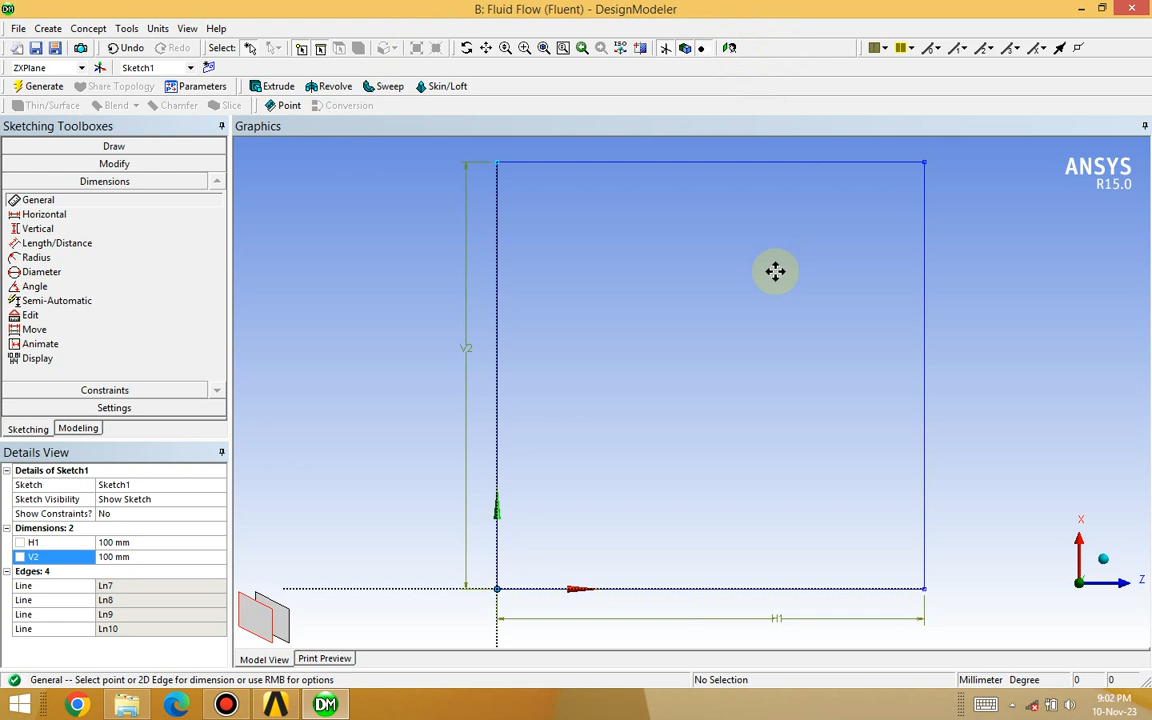 B: Fluid Flow (Fluent) - DesignModeler
File Create Concept Tools Units View Help
Undo Redo Select: ISO
ZXPlane Sketch1
Generate Share Topology Parameters Extrude Revolve Sweep Skin/Loft
Thin/Surface Blend Chamfer Slice Point Conversion
Sketching Toolboxes
Draw
Modify
Dimensions
General
Horizontal
Vertical
Length/Distance
Radius
Diameter
Angle
Semi-Automatic
Edit
Move
Animate
Display
Constraints
Settings
Sketching Modeling
Details View
Details of Sketch1
Sketch Sketch1
Sketch Visibility Show Sketch
Show Constraints? No
Dimensions: 2
H1 100 mm
V2 100 mm
Edges: 4
Line Ln7
Line Ln8
Line Ln9
Line Ln10
Graphics
ANSYS
R15.0
V2
H1
X
Z
Model View Print Preview
General -- Select point or 2D Edge for dimension or use RMB for options No Selection Millimeter Degree 0 0
DM
9:02 PM
10-Nov-23